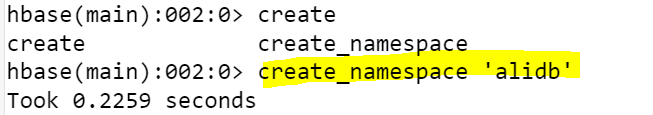 hbase(main):002:0> create
create create_namespace
hbase(main):002:0> create_namespace 'alidb'
Took 0.2259 seconds